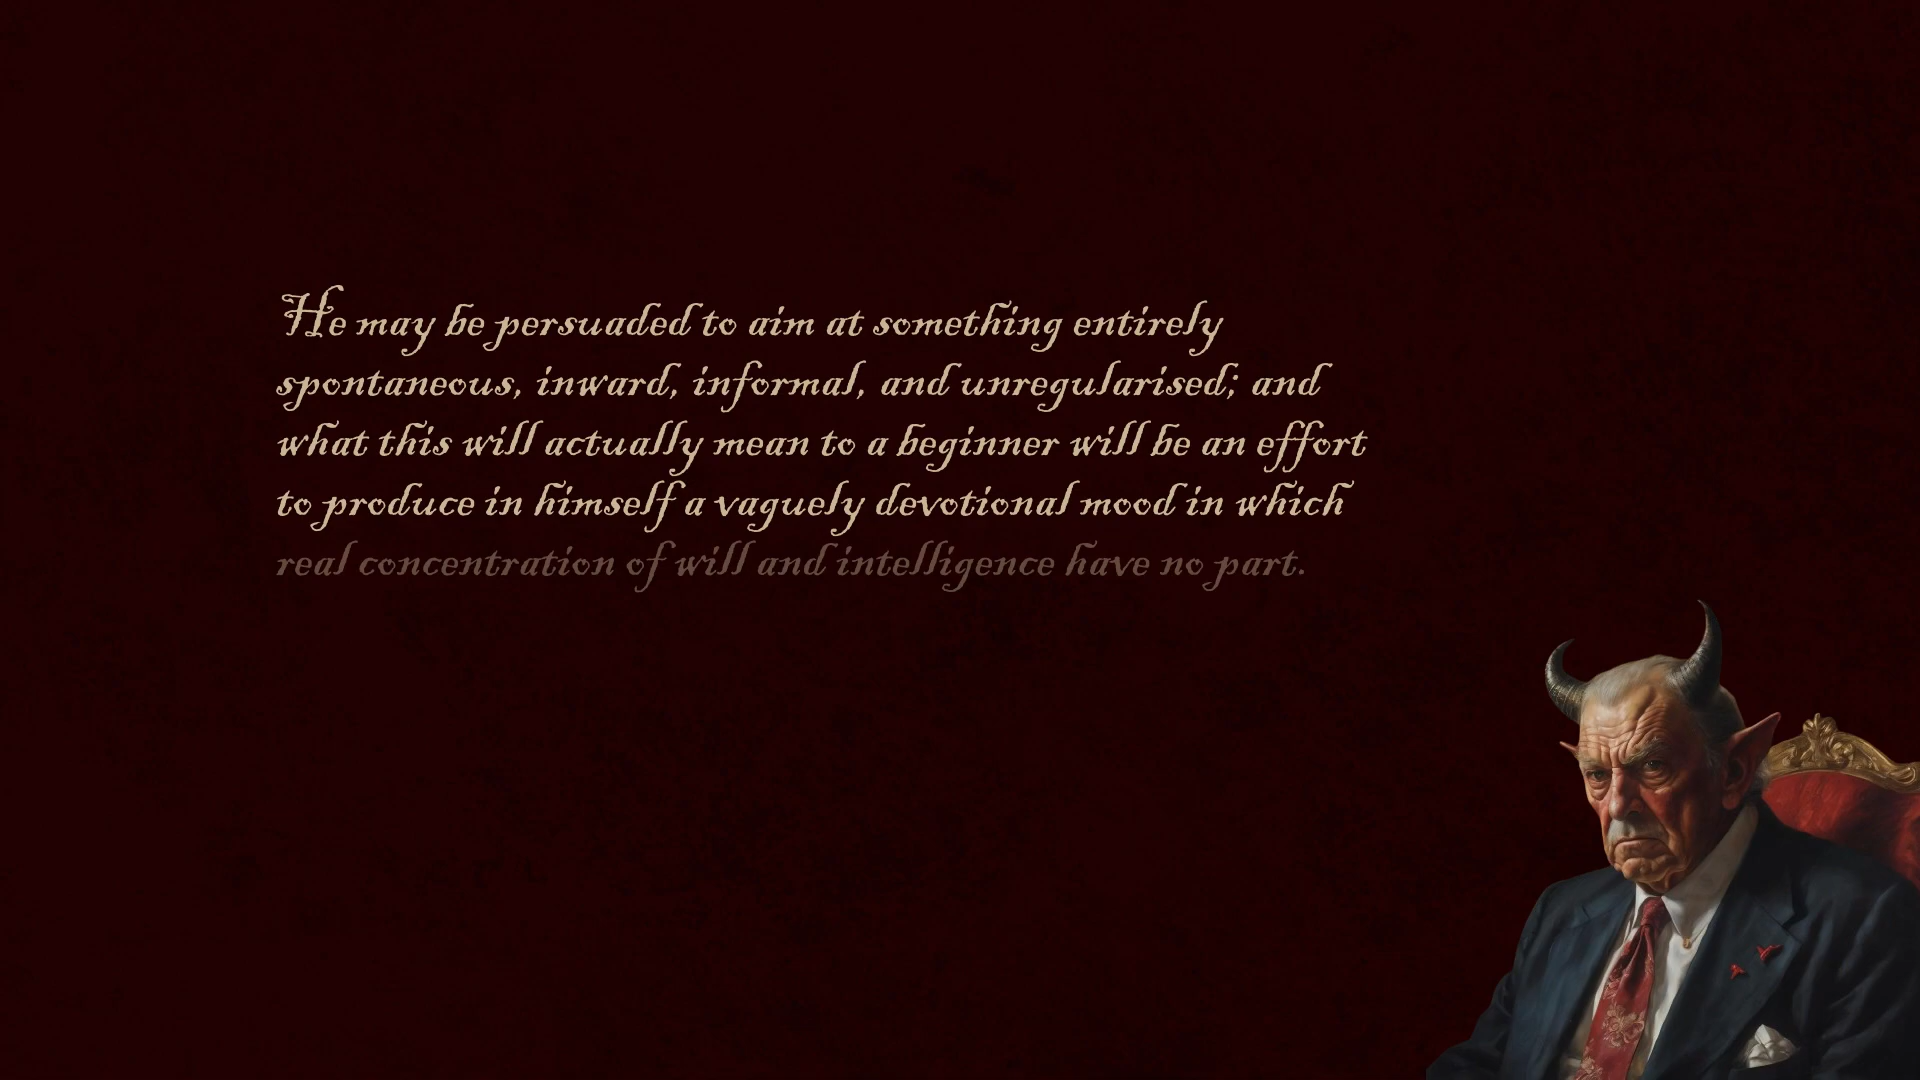 He may be persuaded to aim at something entirely
spontaneous, inward, informal, and unregularised; and
what this will actually mean to a beginner will be an effort
to produce in himself a vaguely devotional mood in which
real concentration of will and intelligence have no part.